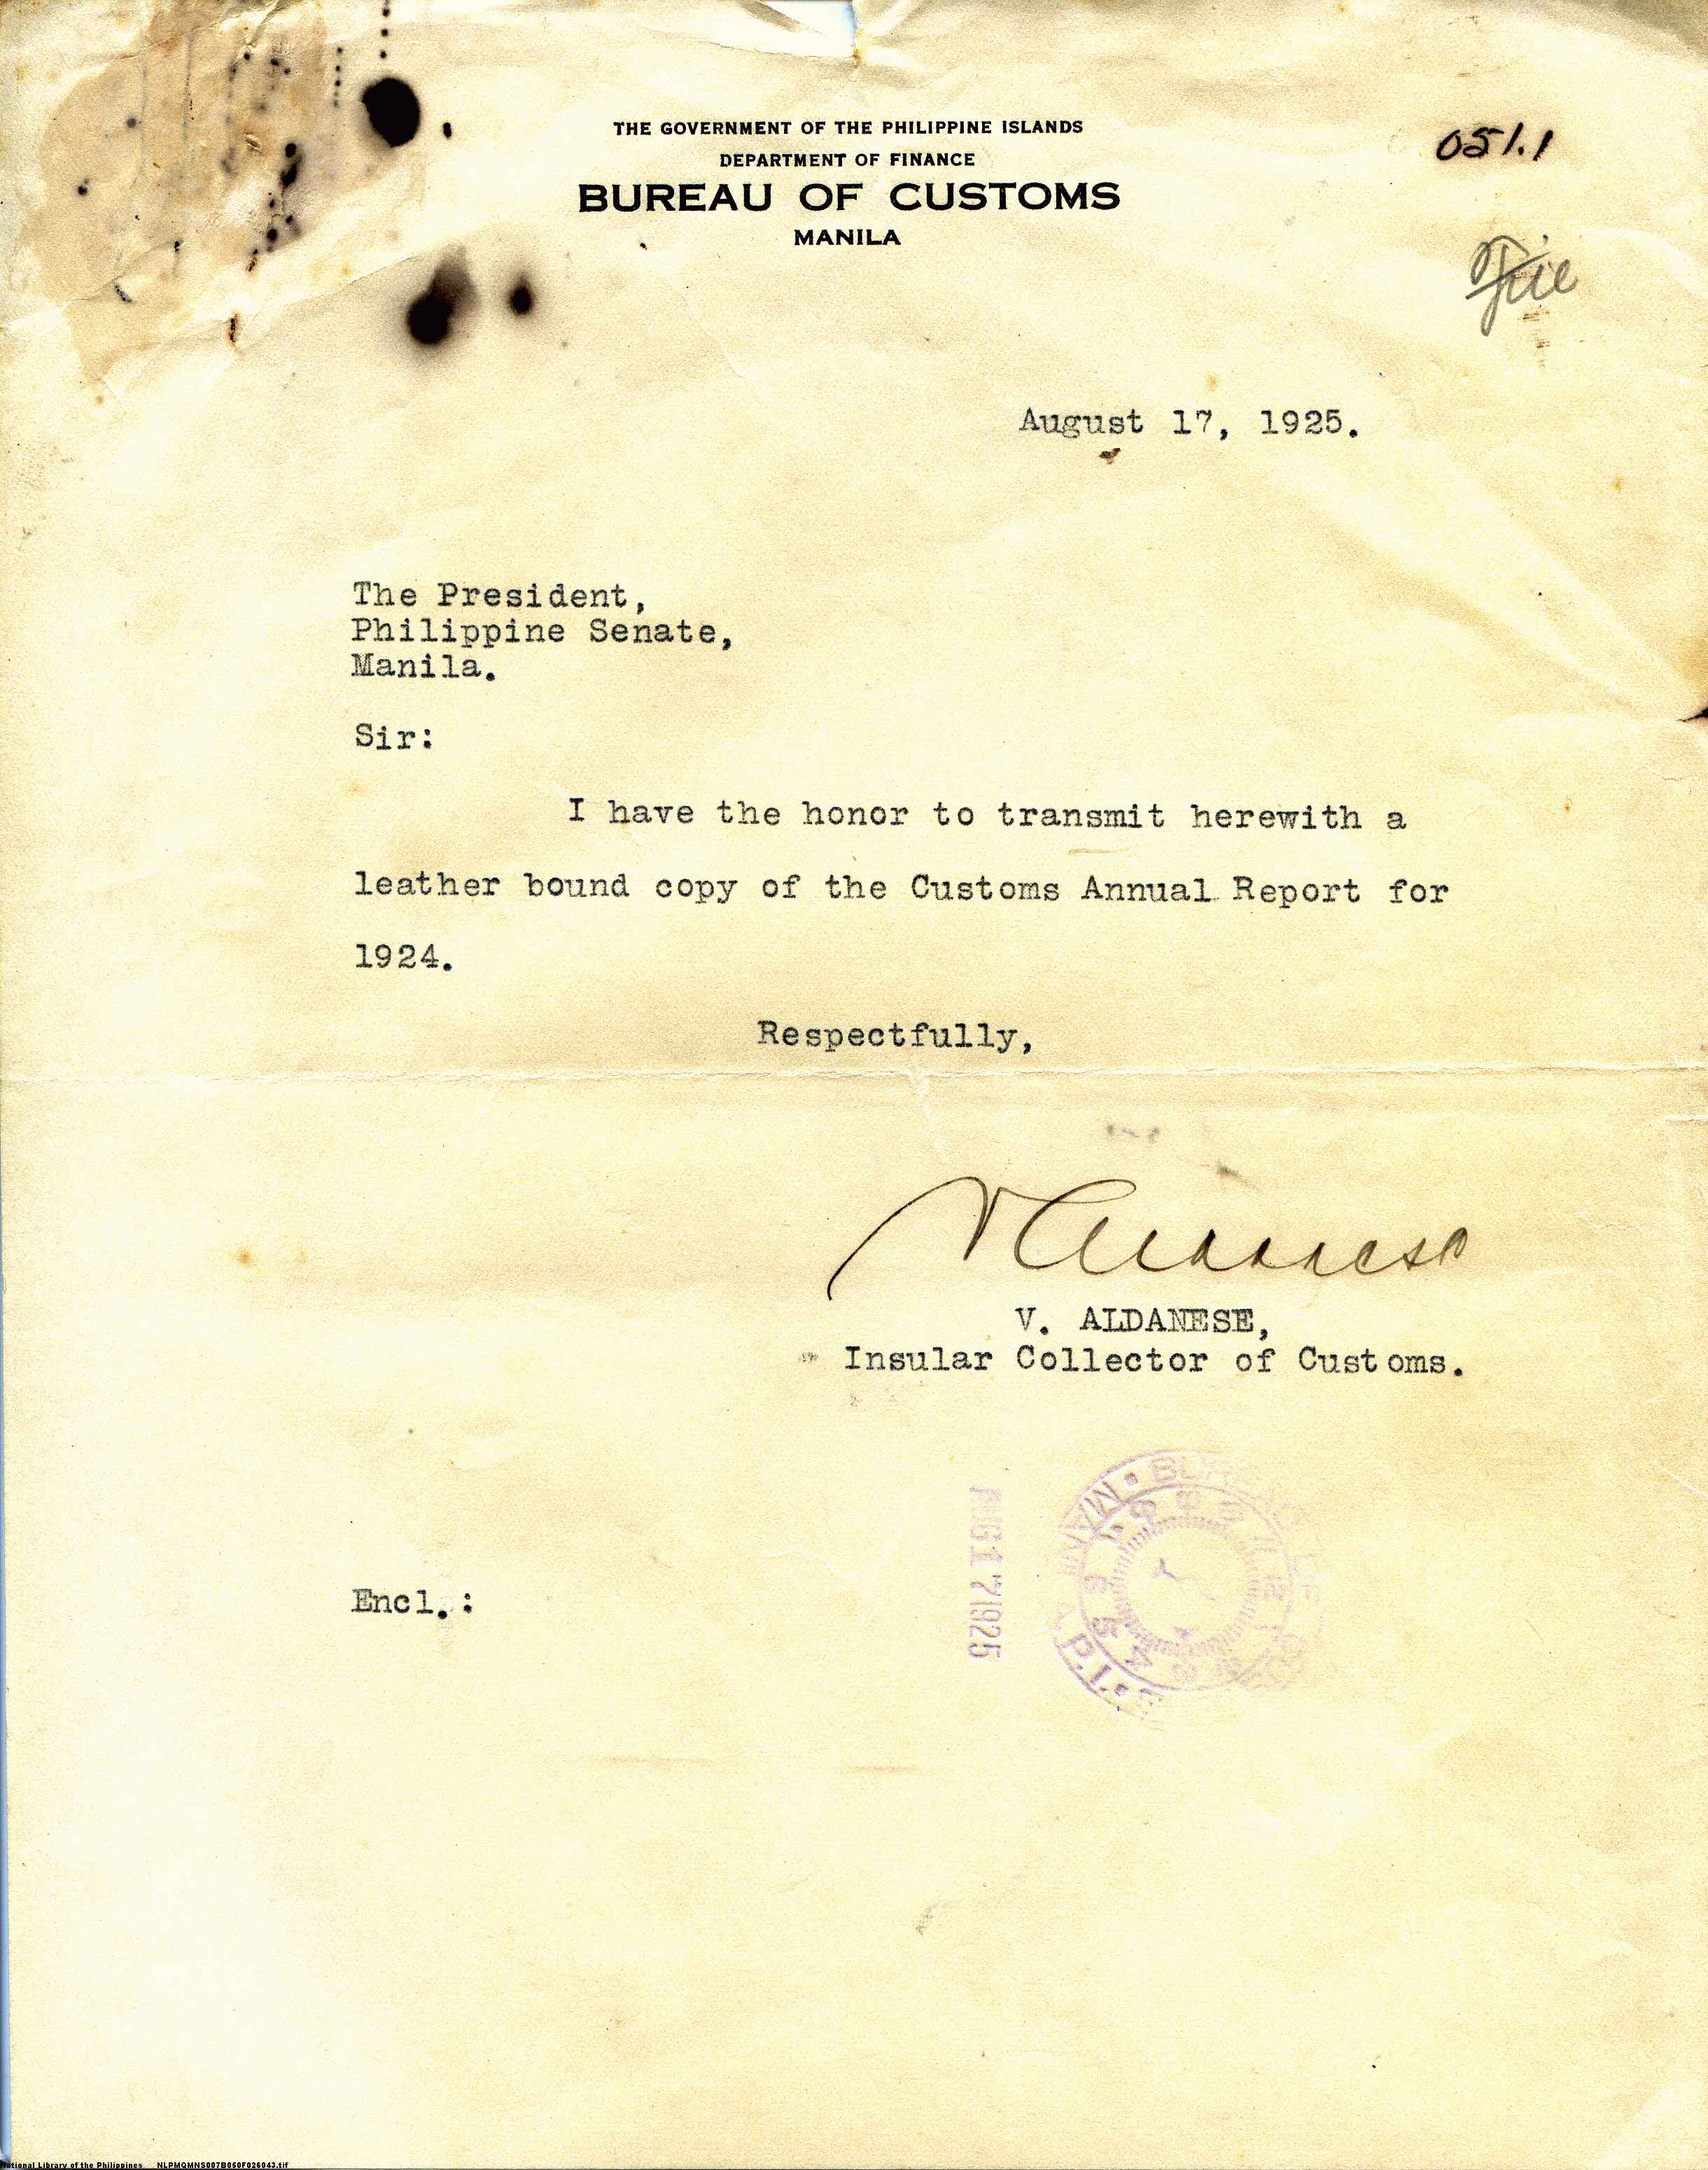 THE GOVERNMENT OF THE PHILIPPINE ISLANDS
DEPARTMENT OF FINANCE
BUREAU OF CUSTOMS
MANILA
051.1
File
August 17, 1925.
The President,
Philippine Senate,
Manila.
Sir:
I have the honor to transmit herewith a
leather bound copy of the Customs Annual Report for
1924.
Respectfully,
V Aldanese
V. ALDANESE,
Insular Collector of Customs.
AUG 17 1925
MANILA, P.I.
Encl.:
National Library of the Philippines NLPMQMNS007B060F026043.tif